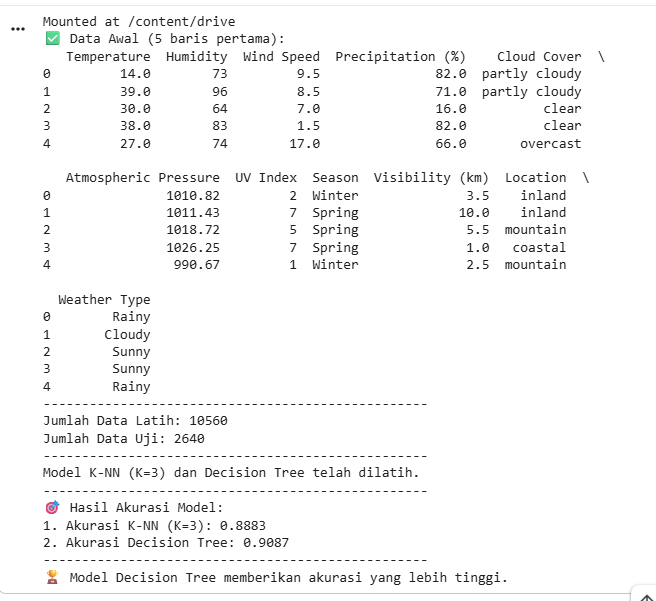 Mounted at /content/drive
✅ Data Awal (5 baris pertama):
   Temperature  Humidity  Wind Speed  Precipitation (%)    Cloud Cover  \
0         14.0        73         9.5               82.0  partly cloudy
1         39.0        96         8.5               71.0  partly cloudy
2         30.0        64         7.0               16.0          clear
3         38.0        83         1.5               82.0          clear
4         27.0        74        17.0               66.0       overcast
   Atmospheric Pressure  UV Index  Season  Visibility (km)  Location  \
0               1010.82         2  Winter              3.5    inland
1               1011.43         7  Spring             10.0    inland
2               1018.72         5  Spring              5.5  mountain
3               1026.25         7  Spring              1.0   coastal
4                990.67         1  Winter              2.5  mountain
  Weather Type
0        Rainy
1       Cloudy
2        Sunny
3        Sunny
4        Rainy
--------------------------------------------------
Jumlah Data Latih: 10560
Jumlah Data Uji: 2640
--------------------------------------------------
Model K-NN (K=3) dan Decision Tree telah dilatih.
--------------------------------------------------
🎯 Hasil Akurasi Model:
1. Akurasi K-NN (K=3): 0.8883
2. Akurasi Decision Tree: 0.9087
--------------------------------------------------
🏆 Model Decision Tree memberikan akurasi yang lebih tinggi.